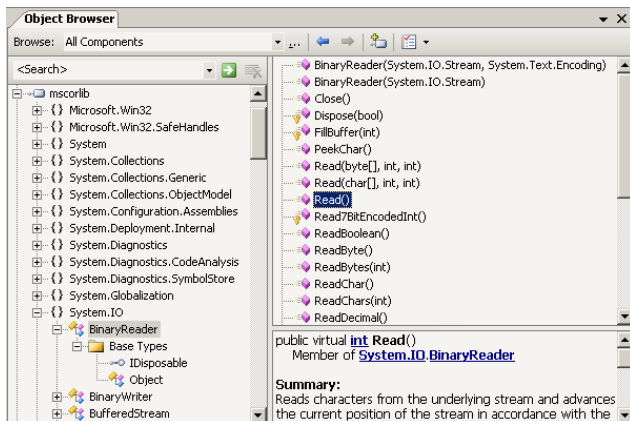 Object Browser
Browse: All Components
...
<Search>
mscorlib
{} Microsoft.Win32
{} Microsoft.Win32.SafeHandles
{} System
{} System.Collections
{} System.Collections.Generic
{} System.Collections.ObjectModel
{} System.Configuration.Assemblies
{} System.Deployment.Internal
{} System.Diagnostics
{} System.Diagnostics.CodeAnalysis
{} System.Diagnostics.SymbolStore
{} System.Globalization
{} System.IO
BinaryReader
Base Types
IDisposable
Object
BinaryWriter
BufferedStream
BinaryReader(System.IO.Stream, System.Text.Encoding)
BinaryReader(System.IO.Stream)
Close()
Dispose(bool)
FillBuffer(int)
PeekChar()
Read(byte[], int, int)
Read(char[], int, int)
Read()
Read7BitEncodedInt()
ReadBoolean()
ReadByte()
ReadBytes(int)
ReadChar()
ReadChars(int)
ReadDecimal()
public virtual int Read()
Member of System.IO.BinaryReader
Summary:
Reads characters from the underlying stream and advances
the current position of the stream in accordance with the